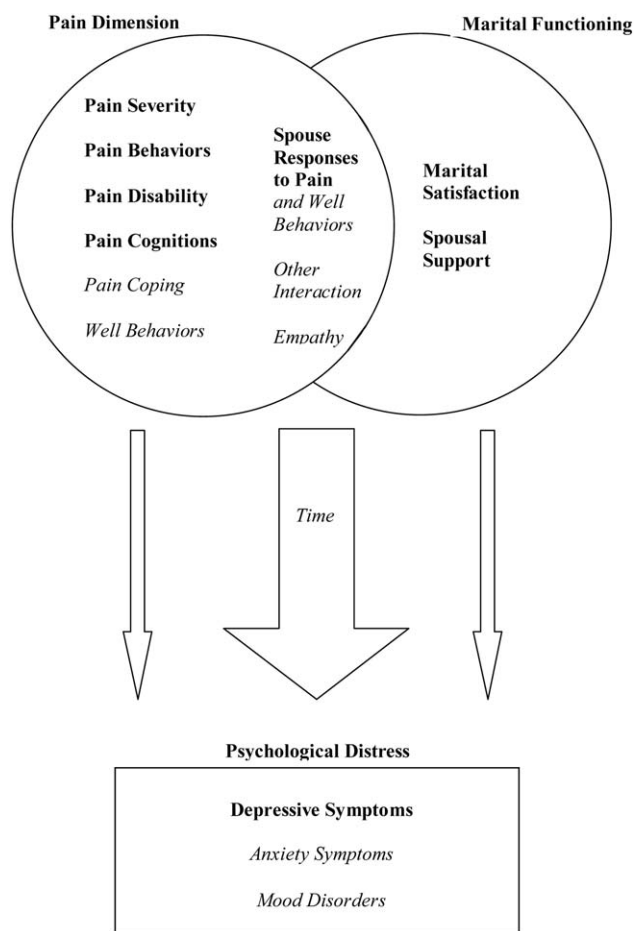 Pain Dimension
Marital Functioning
Pain Severity
Pain Behaviors
Pain Disability
Pain Cognitions
Pain Coping
Well Behaviors
Spouse
Responses
to Pain
and Well
Behaviors
Other
Interaction
Empathy
Marital
Satisfaction
Spousal
Support
Time
Psychological Distress
Depressive Symptoms
Anxiety Symptoms
Mood Disorders